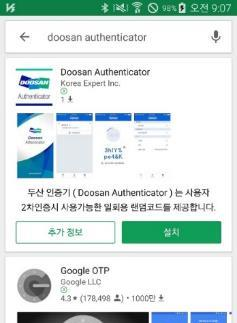 98% 오전 9:07
doosan authenticator
DOOSAN
Authenticator
Doosan Authenticator
Korea Expert Inc.
1
DOOSAN
Doosan
Authenticator
3h!Y%
pe4&K
두산 인증기 ( Doosan Authenticator ) 는 사용자
2차인증시 사용가능한 일회용 랜덤코드를 제공합니다.
추가 정보
설치
Google OTP
Google LLC
4.3★ (178,498) • 1000만